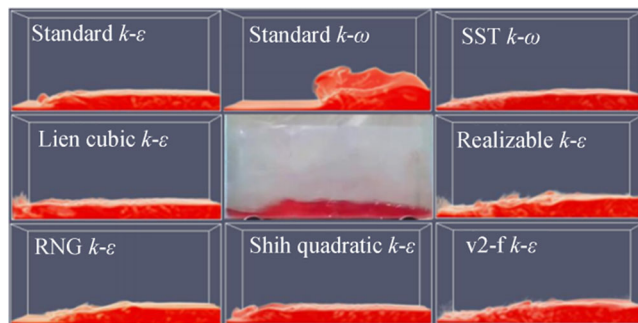 Standard k-ε
Standard k-ω
SST k-ω
Lien cubic k-ε
Realizable k-ε
RNG k-ε
Shih quadratic k-ε
v2-f k-ε